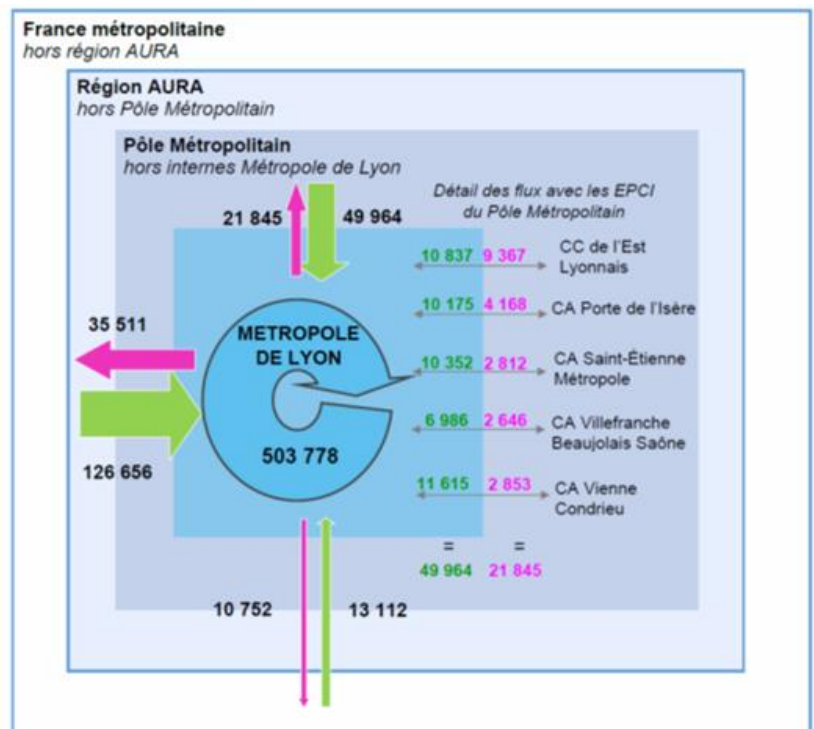 France métropolitaine
hors région AURA
Région AURA
hors Pôle Métropolitain
Pôle Métropolitain
hors internes Métropole de Lyon
Détail des flux avec les EPCI
du Pôle Métropolitain
21 845
49 964
10 837 9 367
CC de l'Est
Lyonnais
10 175 4 168
CA Porte de l'Isère
35 511
METROPOLE
DE LYON
10 352 2 812
CA Saint-Étienne
Métropole
6 986 2 646
CA Villefranche
Beaujolais Saône
503 778
126 656
11 615 2 853
CA Vienne
Condrieu
= =
49 964 21 845
10 752
13 112